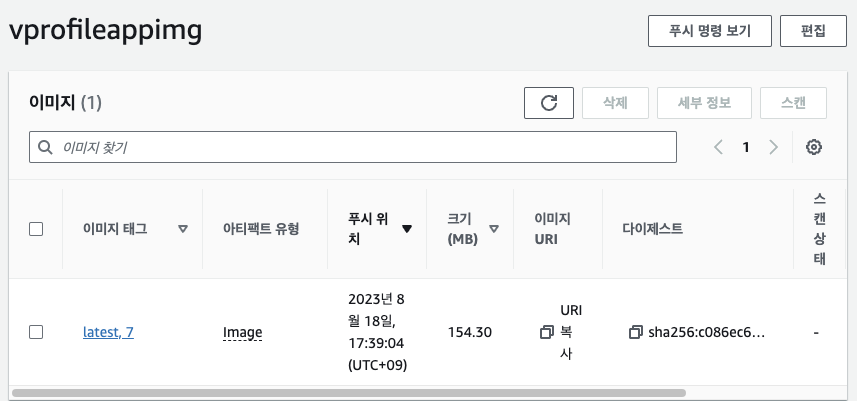 vprofileappimg
푸시 명령 보기
편집
이미지 (1)
삭제
세부 정보
스캔
이미지 찾기
1
이미지 태그
아티팩트 유형
푸시 위
치
크기
(MB)
이미지
URI
다이제스트
스
캔
상
태
latest, 7
Image
2023년 8
월 18일,
17:39:04
(UTC+09)
154.30
URI
복
사
sha256:c086ec6...
-